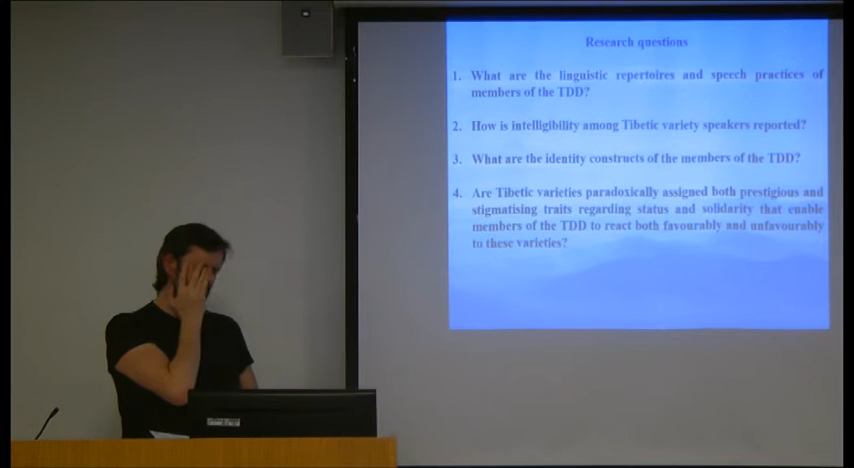 Research questions
1. What are the linguistic repertoires and speech practices of
members of the TDD?
2. How is intelligibility among Tibetic variety speakers reported?
3. What are the identity constructs of the members of the TDD?
4. Are Tibetic varieties paradoxically assigned both prestigious and
stigmatising traits regarding status and solidarity that enable
members of the TDD to react both favourably and unfavourably
to these varieties?